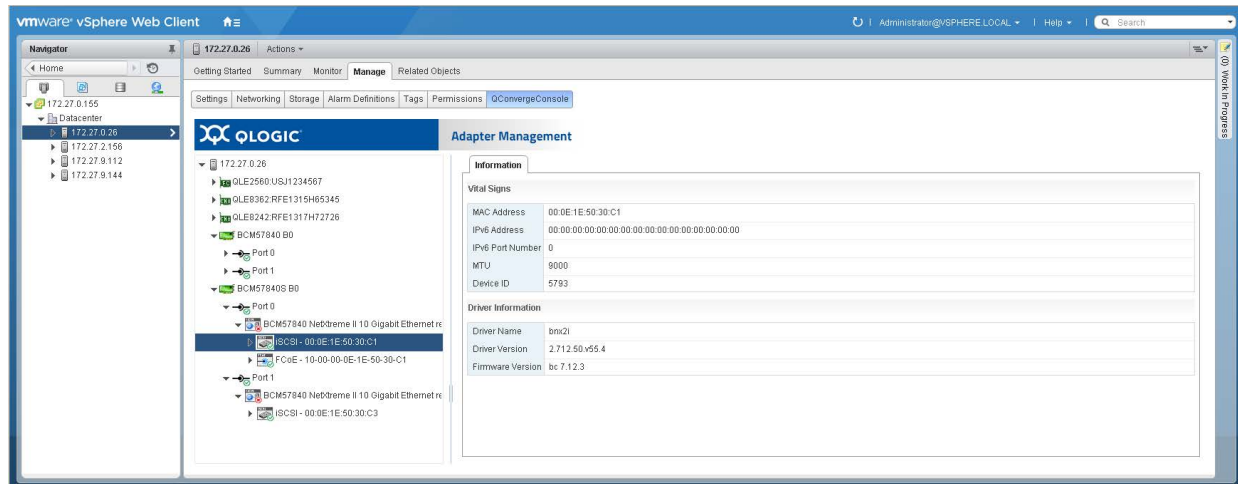 vmware® vSphere Web Client
Administrator@VSPHERE.LOCAL | Help | Search
Navigator
Home
172.27.0.155
Datacenter
172.27.0.26
172.27.2.156
172.27.9.112
172.27.9.144
172.27.0.26 Actions
Getting Started Summary Monitor Manage Related Objects
Settings Networking Storage Alarm Definitions Tags Permissions QConvergeConsole
QLOGIC Adapter Management
172.27.0.26
QLE2560:USJ1234567
QLE8362:RFE1315H65345
QLE8242:RFE1317H72726
BCM57840 B0
Port 0
Port 1
BCM57840S B0
Port 0
BCM57840 NetXtreme II 10 Gigabit Ethernet re
iSCSI - 00:0E:1E:50:30:C1
FCoE - 10-00-00-0E-1E-50-30-C1
Port 1
BCM57840 NetXtreme II 10 Gigabit Ethernet re
iSCSI - 00:0E:1E:50:30:C3
Information
Vital Signs
MAC Address 00:0E:1E:50:30:C1
IPv6 Address 00:00:00:00:00:00:00:00:00:00:00:00:00:00:00:00
IPv6 Port Number 0
MTU 9000
Device ID 5793
Driver Information
Driver Name bnx2i
Driver Version 2.712.50.v55.4
Firmware Version bc 7.12.3
(0) Work In Progress